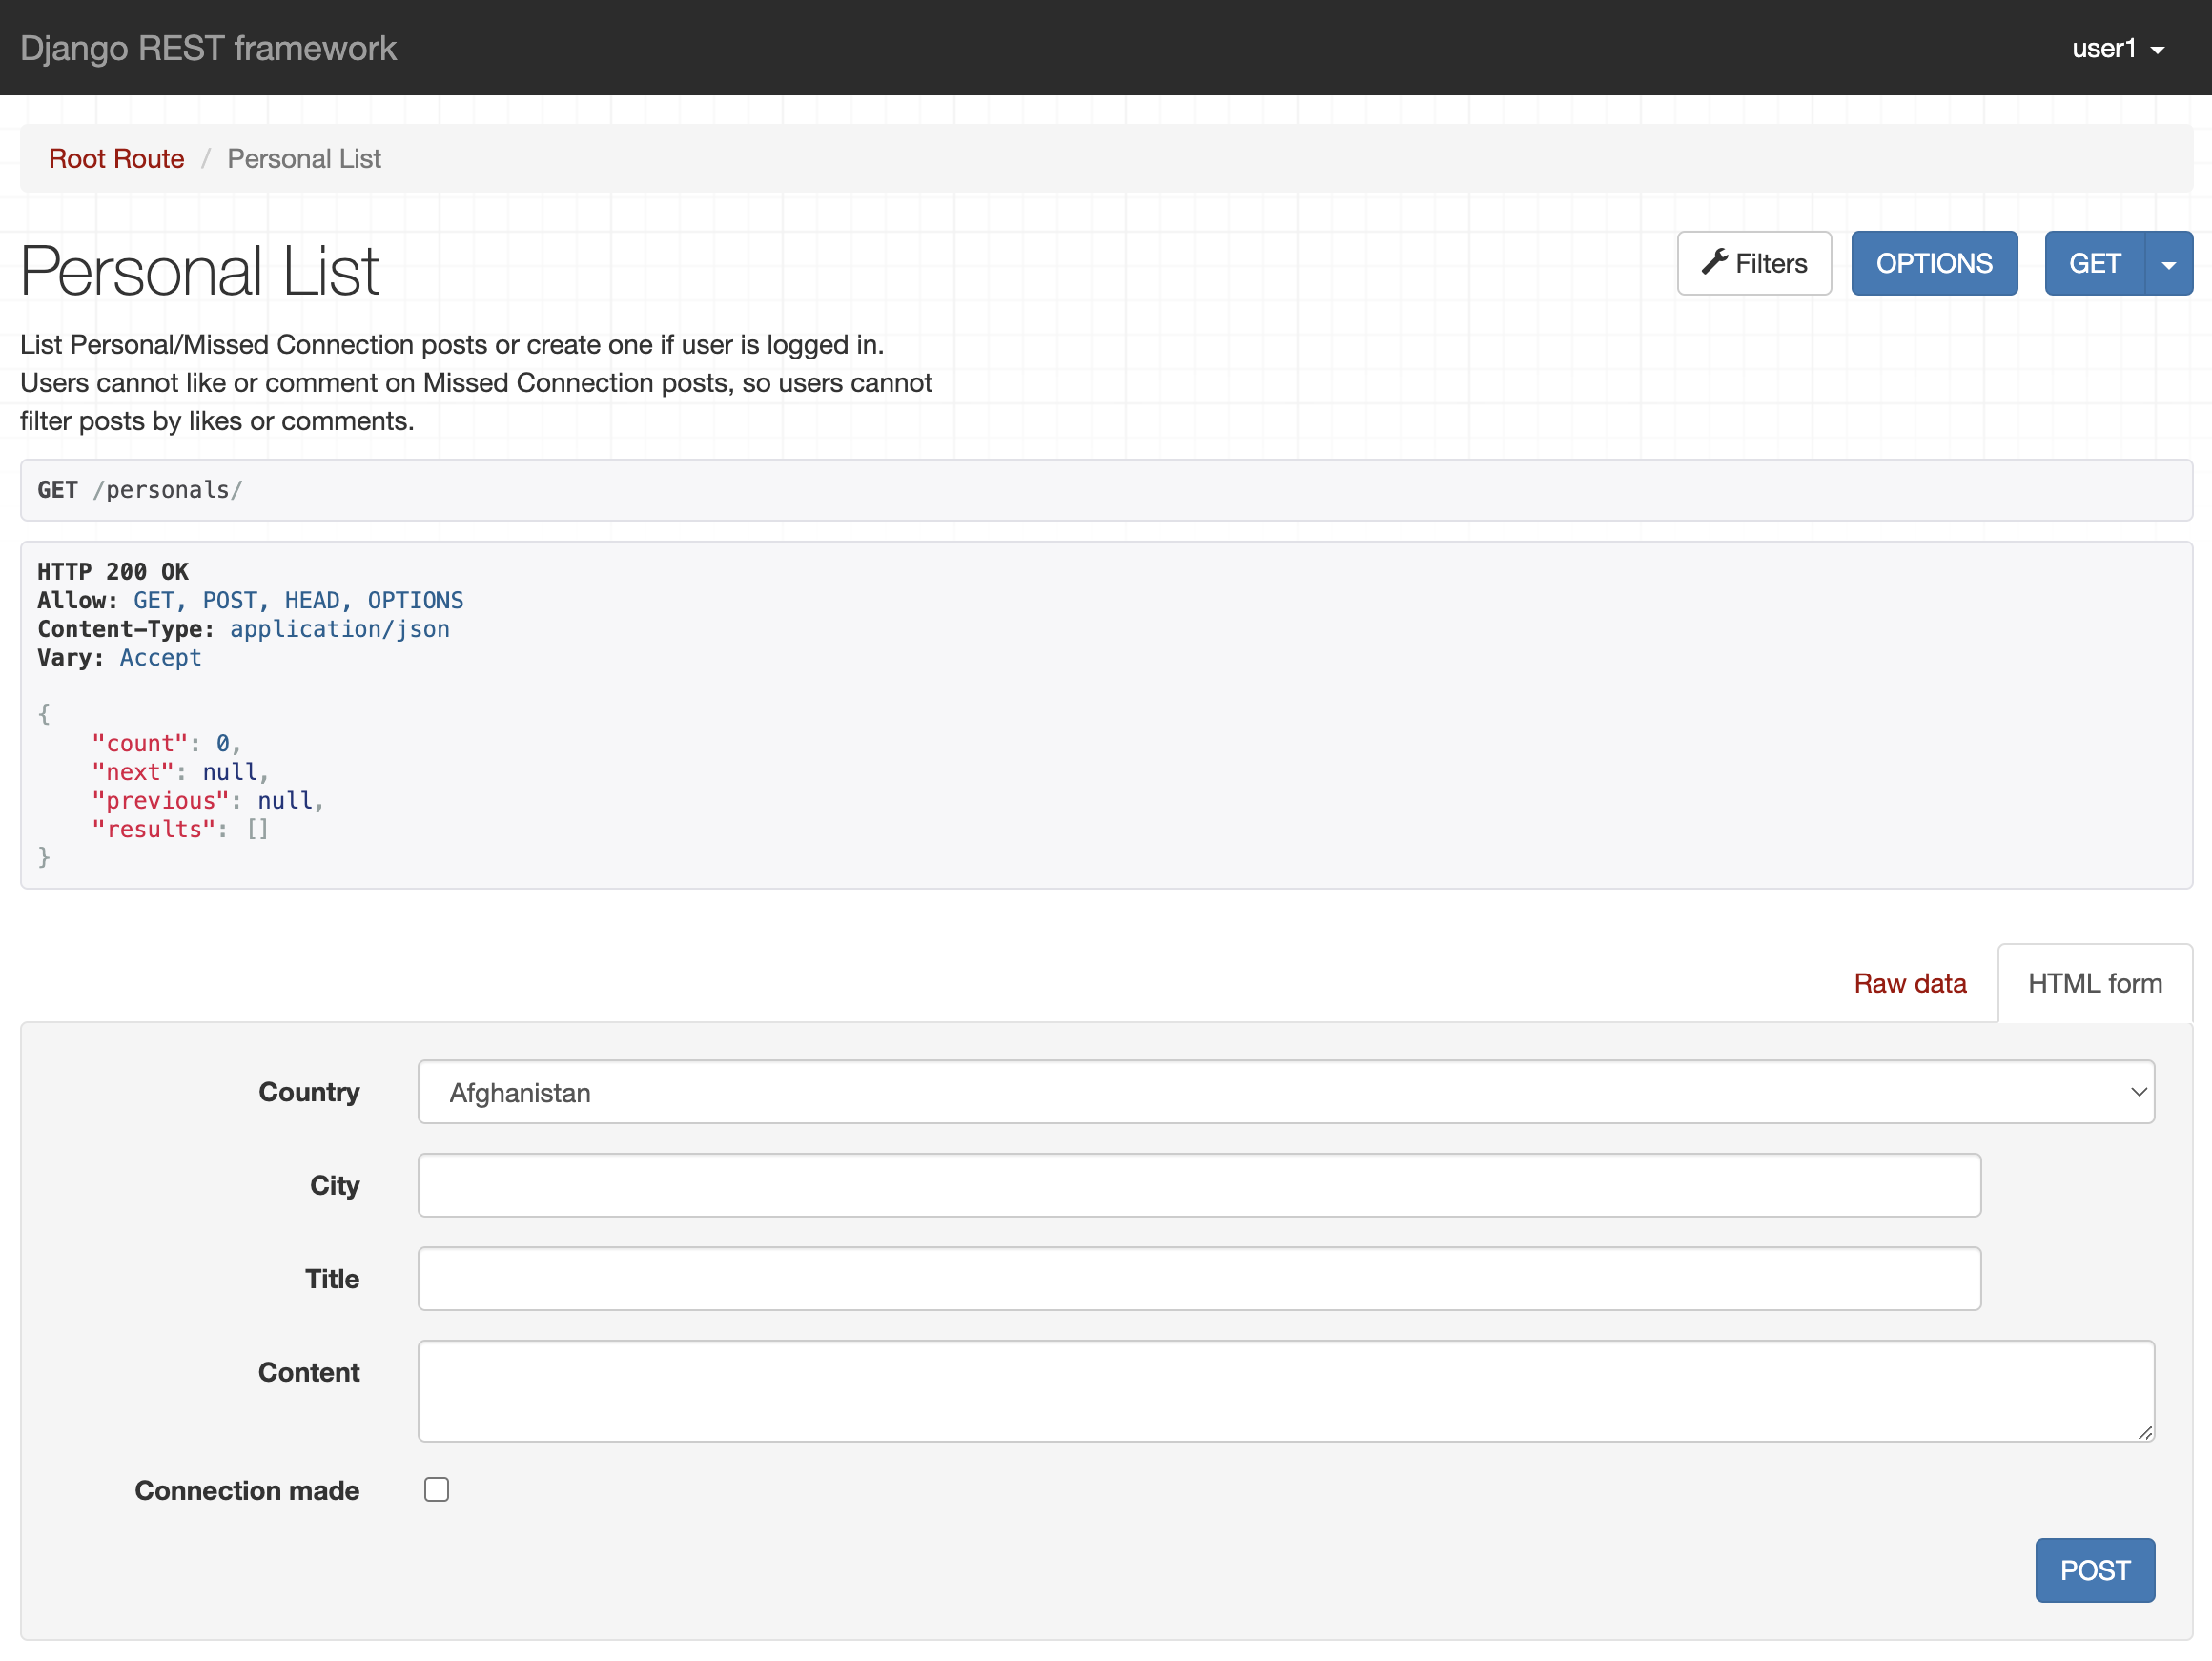 Django REST framework
user1
Root Route / Personal List
Personal List
Filters
OPTIONS
GET
List Personal/Missed Connection posts or create one if user is logged in.
Users cannot like or comment on Missed Connection posts, so users cannot
filter posts by likes or comments.
GET /personals/
HTTP 200 OK
Allow: GET, POST, HEAD, OPTIONS
Content-Type: application/json
Vary: Accept
{
    "count": 0,
    "next": null,
    "previous": null,
    "results": []
}
Raw data
HTML form
Country
Afghanistan
City
Title
Content
Connection made
POST